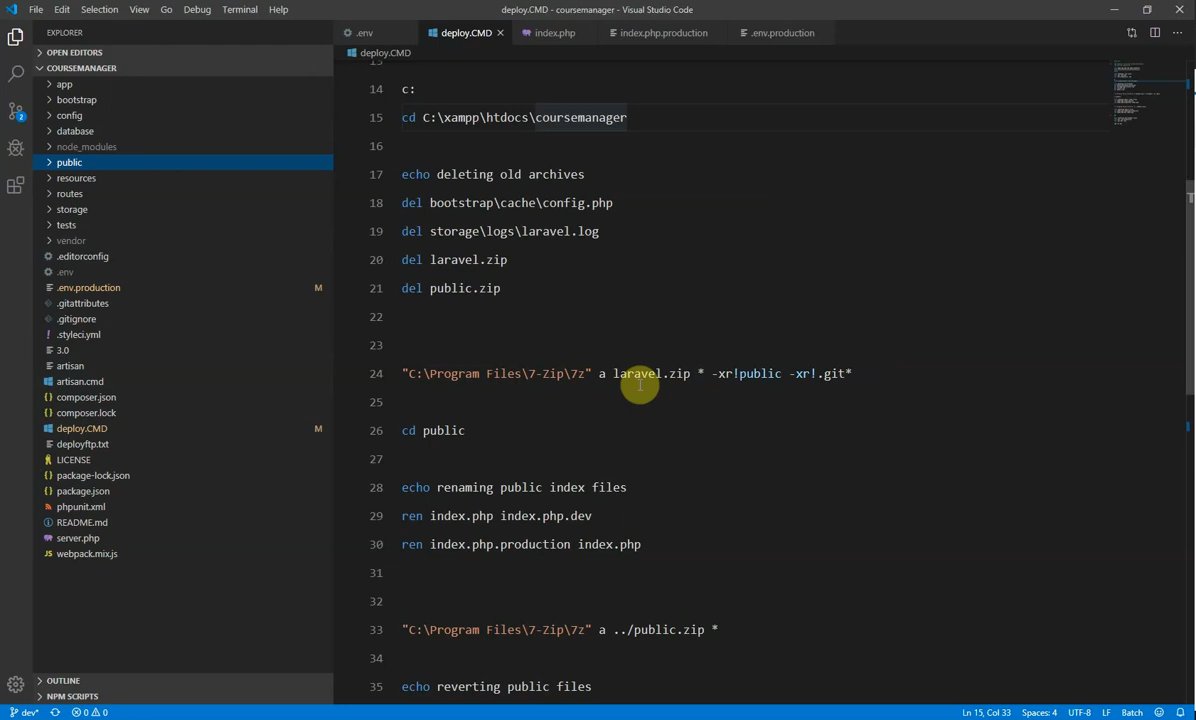 File Edit Selection View Go Debug Terminal Help
deploy.CMD - coursemanager - Visual Studio Code
EXPLORER
OPEN EDITORS
COURSEMANAGER
app
bootstrap
config
database
node_modules
public
resources
routes
storage
tests
vendor
.editorconfig
.env
.env.production M
.gitattributes
.gitignore
.styleci.yml
3.0
artisan
artisan.cmd
composer.json
composer.lock
deploy.CMD M
deployftp.txt
LICENSE
package-lock.json
package.json
phpunit.xml
README.md
server.php
webpack.mix.js
OUTLINE
NPM SCRIPTS
.env deploy.CMD index.php index.php.production .env.production
deploy.CMD
13
14 c:
15 cd C:\xampp\htdocs\coursemanager
16
17 echo deleting old archives
18 del bootstrap\cache\config.php
19 del storage\logs\laravel.log
20 del laravel.zip
21 del public.zip
22
23
24 "C:\Program Files\7-Zip\7z" a laravel.zip * -xr!public -xr!.git*
25
26 cd public
27
28 echo renaming public index files
29 ren index.php index.php.dev
30 ren index.php.production index.php
31
32
33 "C:\Program Files\7-Zip\7z" a ../public.zip *
34
35 echo reverting public files
2
dev* 0 0 Ln 15, Col 33 Spaces: 4 UTF-8 LF Batch